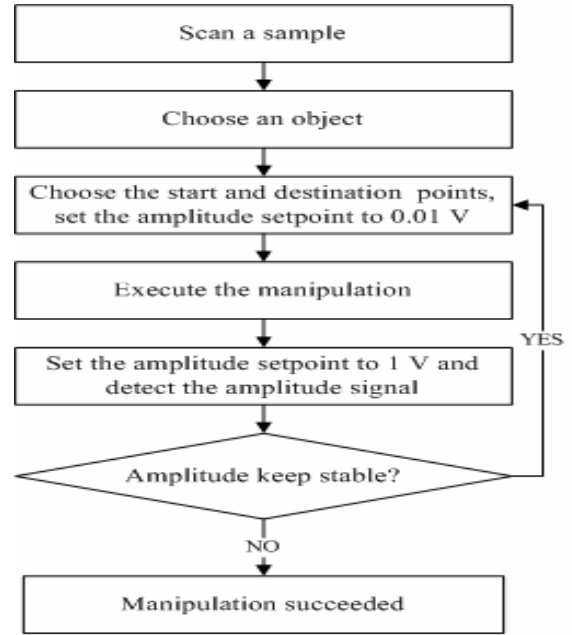 Scan a sample
Choose an object
Choose the start and destination points,
set the amplitude setpoint to 0.01 V
Execute the manipulation
YES
Set the amplitude setpoint to 1 V and
detect the amplitude signal
Amplitude keep stable?
NO
Manipulation succeeded